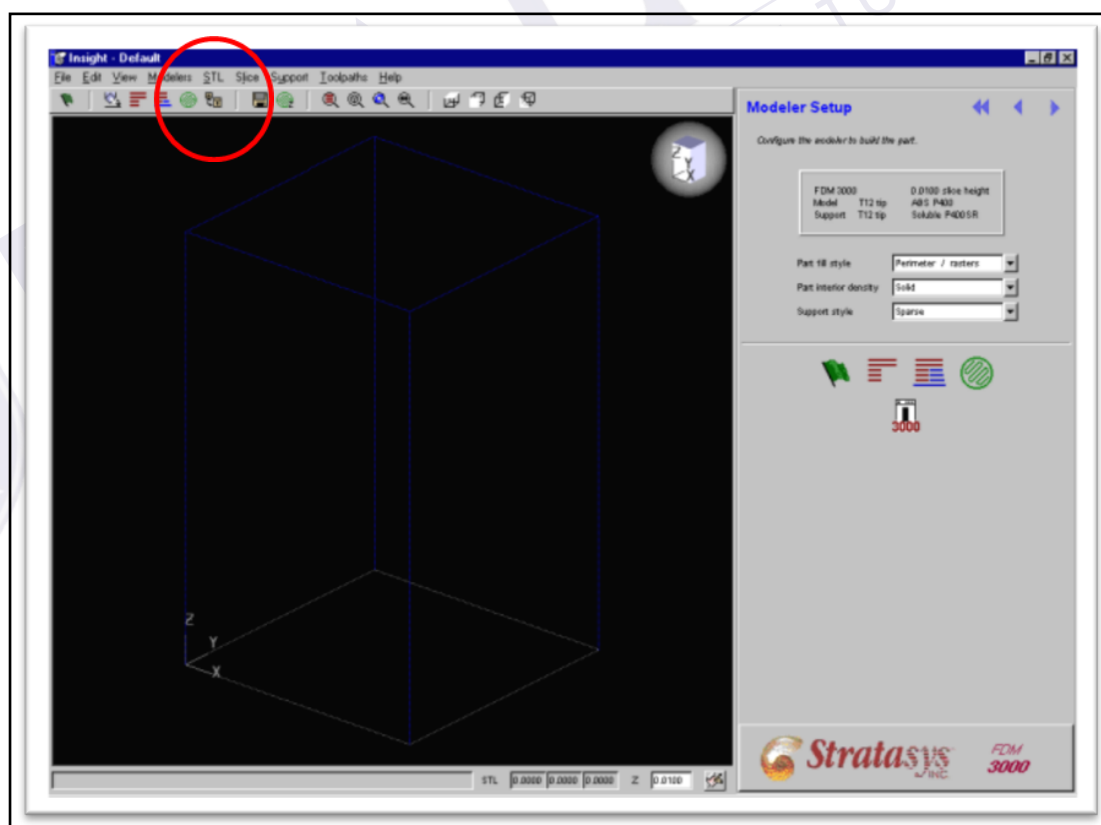 Insight - Default
File Edit View Modelers STL Slice Support Toolpaths Help
Modeler Setup
Configure the modeler to build the part.
FDM 3000 0.0100 slice height
Model T12 tip ABS P400
Support T12 tip Soluble P400SR
Part fill style Perimeter / rasters
Part interior density Solid
Support style Sparse
3000
Z
Y
X
Z
Y
X
Stratasys INC. FDM 3000
STL 0.0000 0.0000 0.0000 Z 0.0100